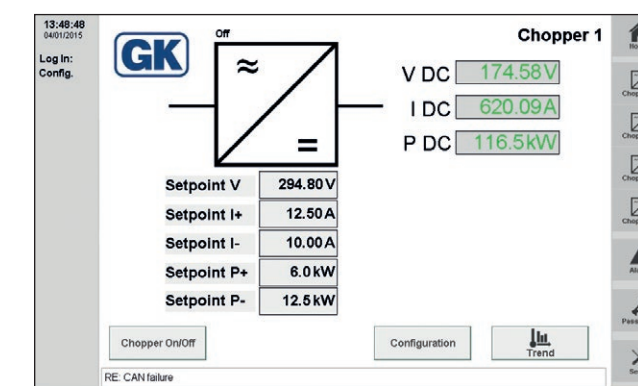 13:48:48
04/01/2015
Log In:
Config.
GK
Off
Chopper 1
V DC 174.58V
I DC 620.09A
P DC 116.5kW
Setpoint V 294.80V
Setpoint I+ 12.50A
Setpoint I- 10.00A
Setpoint P+ 6.0kW
Setpoint P- 12.5kW
Chopper On/Off
Configuration
Trend
RE: CAN failure